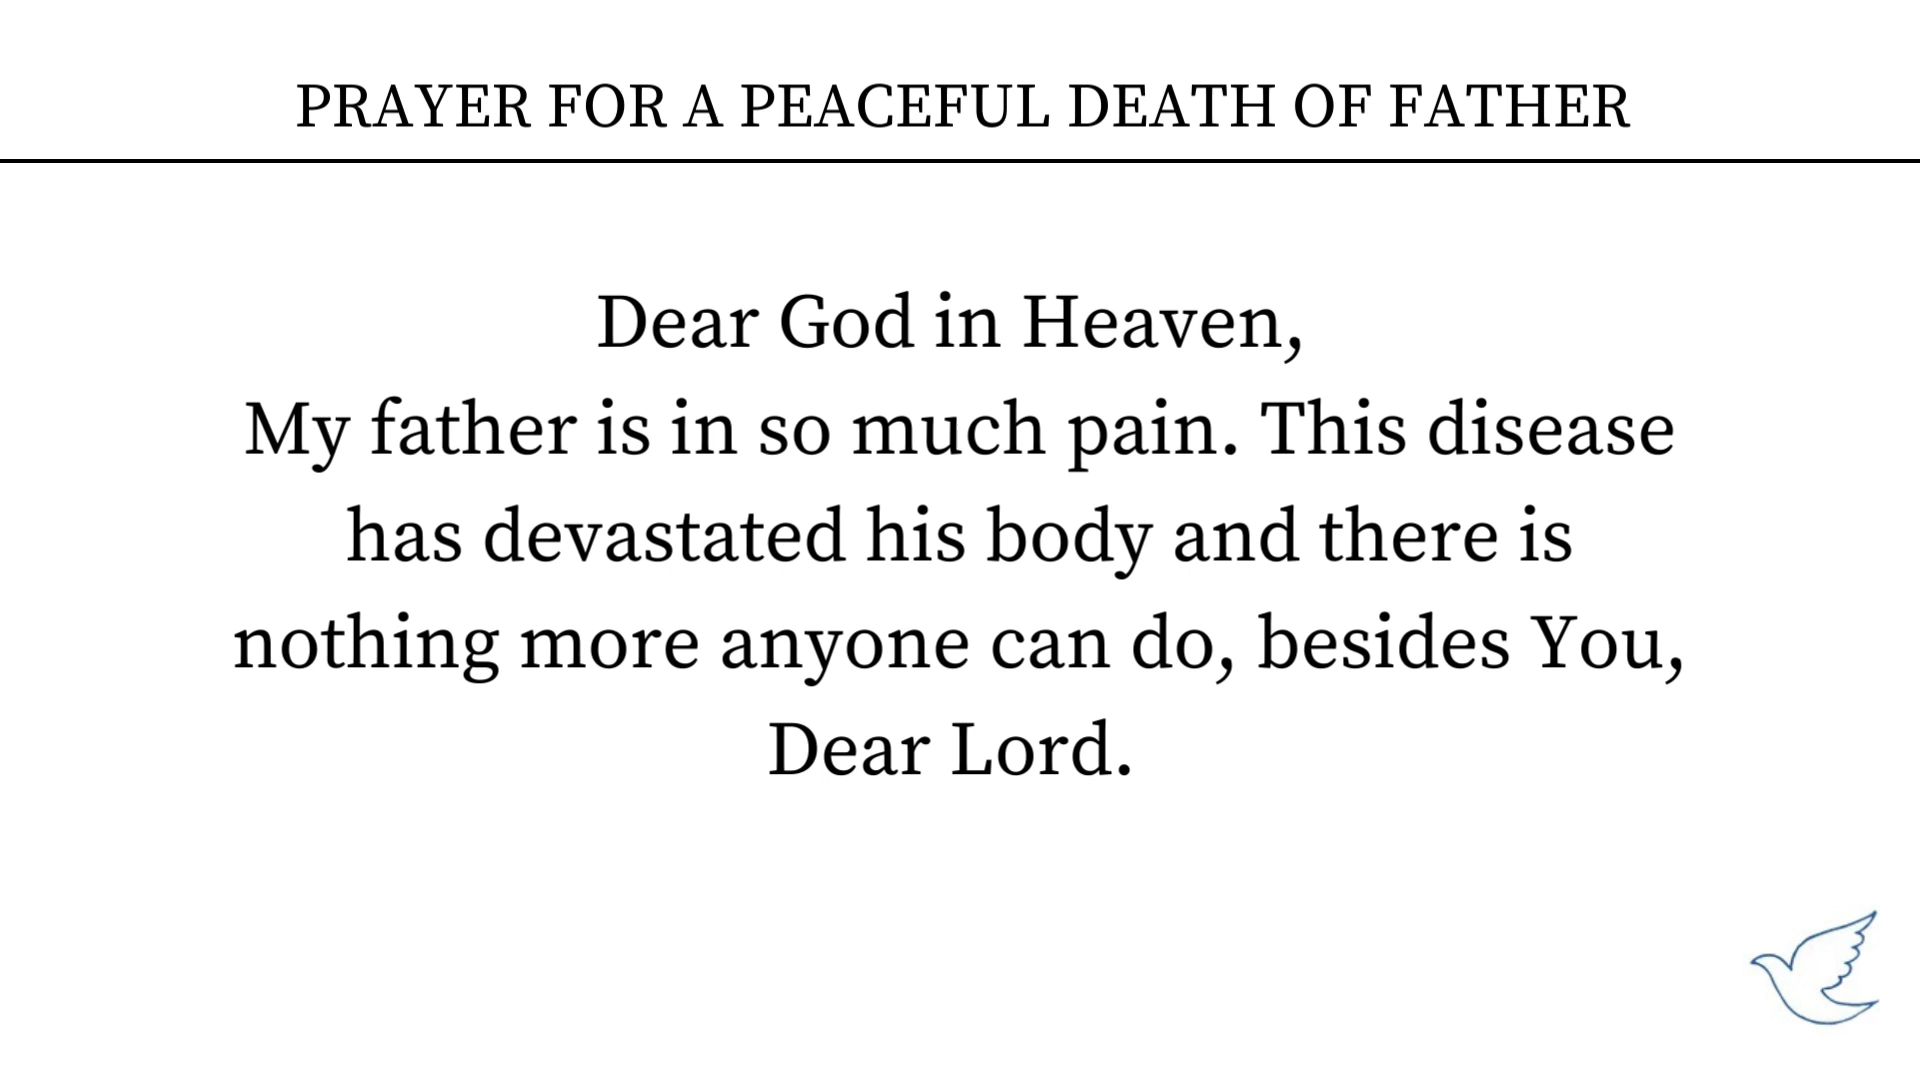 PRAYER FOR A PEACEFUL DEATH OF FATHER
Dear God in Heaven,
My father is in so much pain. This disease
has devastated his body and there is
nothing more anyone can do, besides You,
Dear Lord.